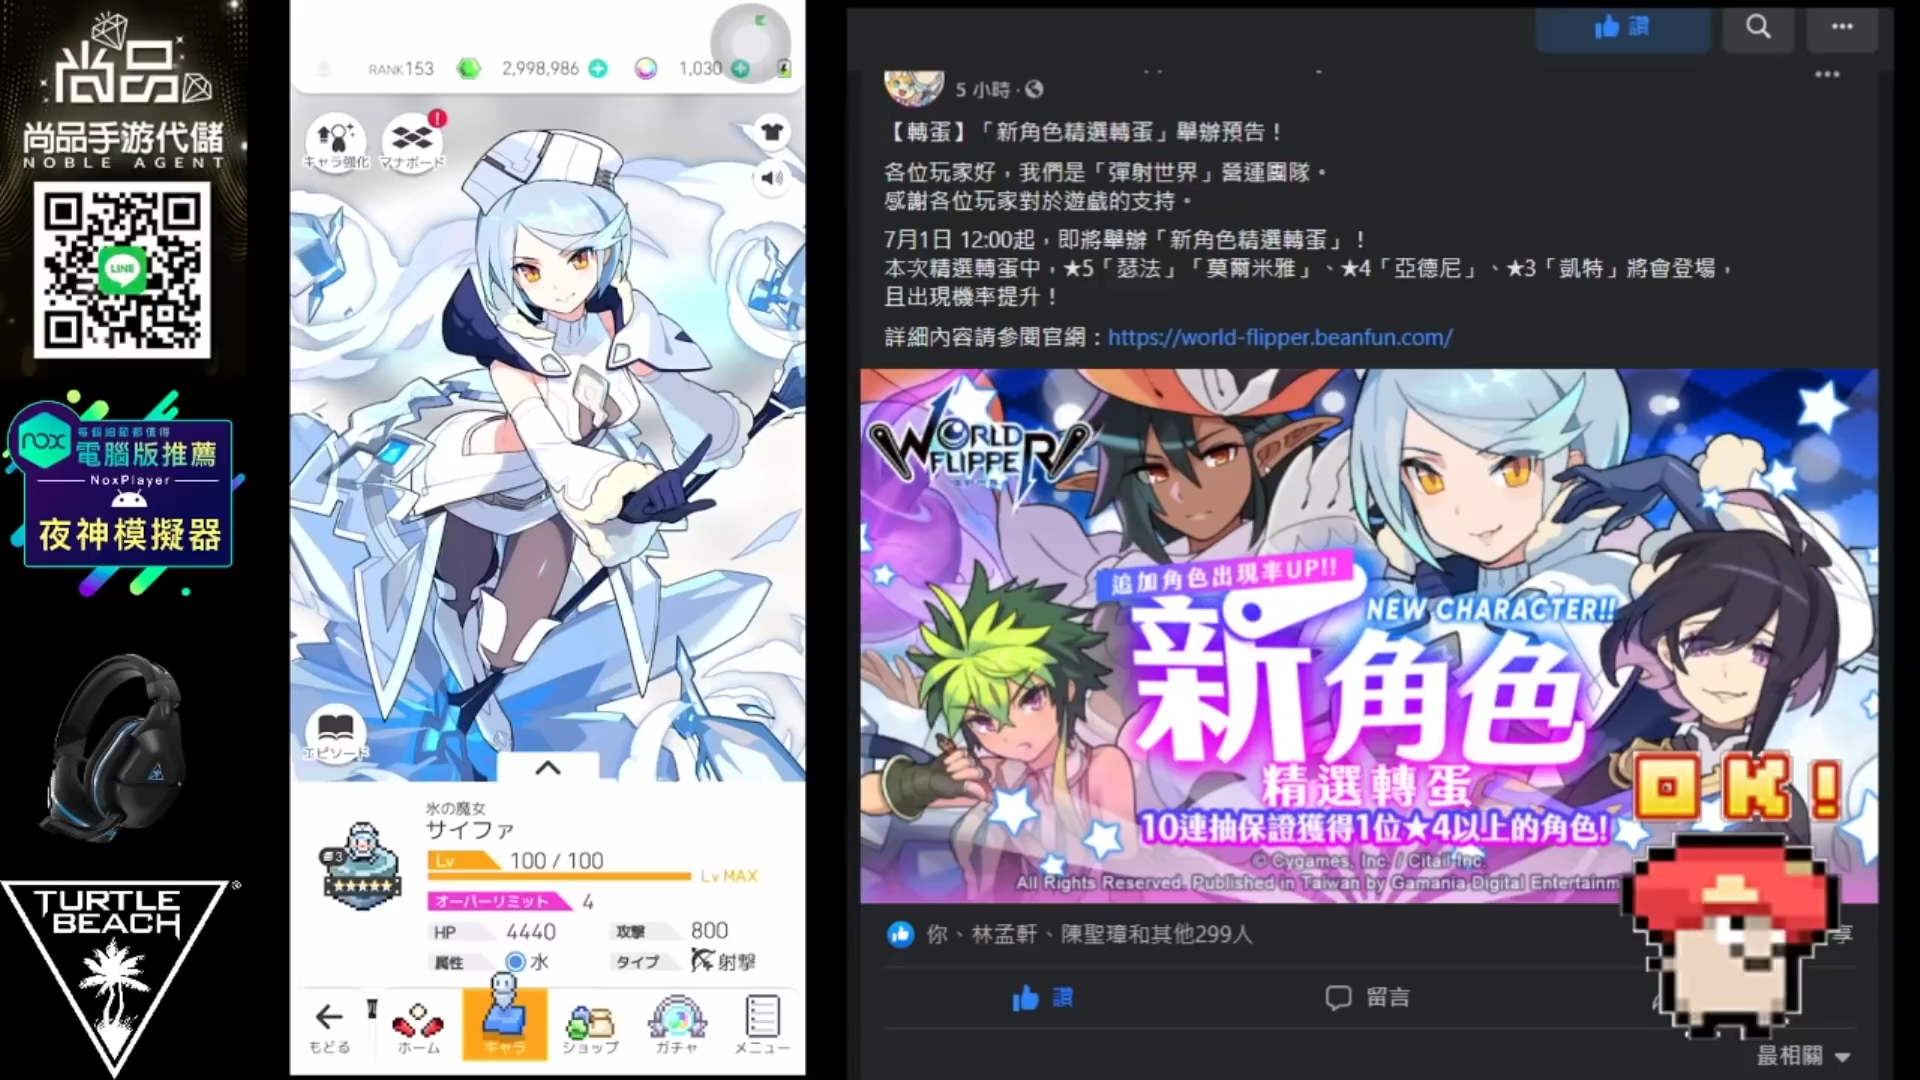 尚品
尚品手游代儲
NOBLE AGENT
LINE
nox
每個細節都值得
電腦版推薦
NoxPlayer
夜神模擬器
TURTLE
BEACH
®
RANK153
2,998,986
1,030
キャラ強化
マナボード
エピソード
氷の魔女
サイファ
Lv
100 / 100
Lv MAX
オーバーリミット
4
HP
4440
攻撃
800
属性
水
タイプ
射撃
もどる
ホーム
キャラ
ショップ
ガチャ
メニュー
讚
5 小時
【轉蛋】「新角色精選轉蛋」舉辦預告！
各位玩家好，我們是「彈射世界」營運團隊。
感謝各位玩家對於遊戲的支持。
7月1日 12:00起，即將舉辦「新角色精選轉蛋」！
本次精選轉蛋中，★5「瑟法」「莫爾米雅」、★4「亞德尼」、★3「凱特」將會登場，
且出現機率提升！
詳細內容請參閱官網：https://world-flipper.beanfun.com/
WORLD
FLIPPER
追加角色出現率UP!!
NEW CHARACTER!!
新角色
精選轉蛋
10連抽保證獲得1位★4以上的角色!
OK!
© Cygames, Inc. / Citail Inc.
All Rights Reserved. Published in Taiwan by Gamania Digital Entertainm
你、林孟軒、陳聖瑋和其他299人
享
讚
留言
最相關